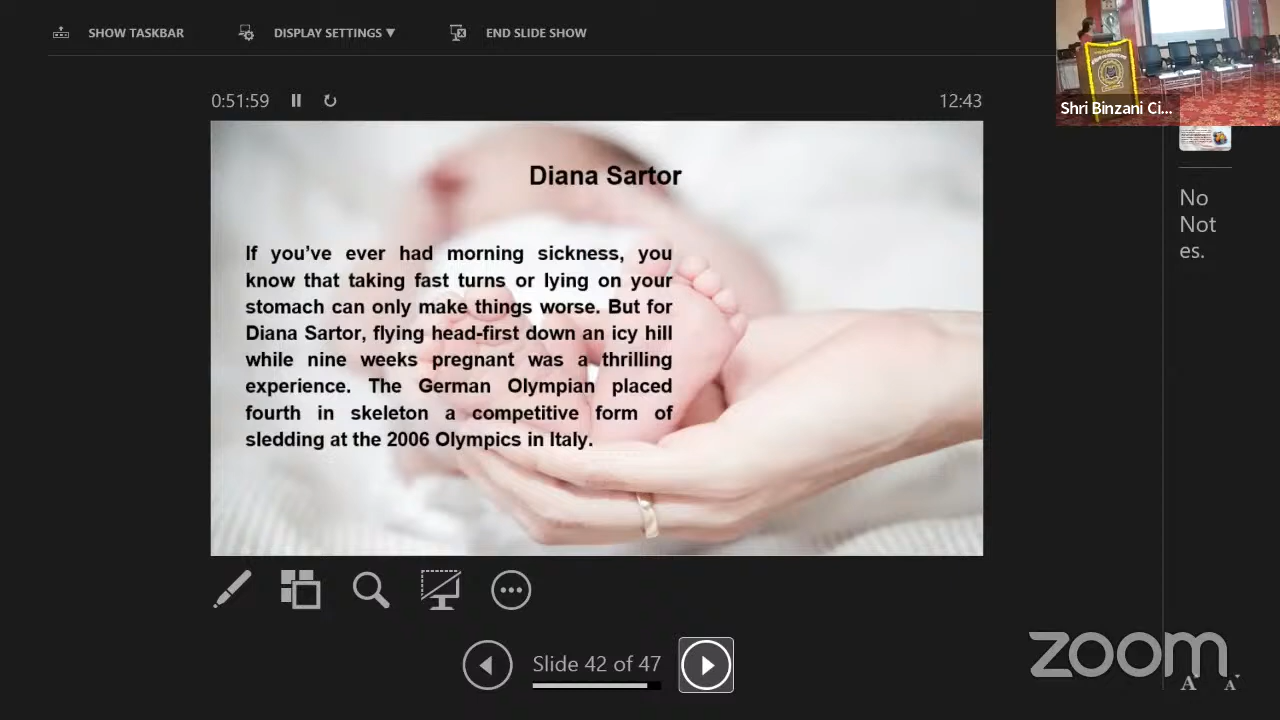 SHOW TASKBAR
DISPLAY SETTINGS ▼
END SLIDE SHOW
Shri Binzani Ci...
0:51:59
12:43
Diana Sartor
If you've ever had morning sickness, you
know that taking fast turns or lying on your
stomach can only make things worse. But for
Diana Sartor, flying head-first down an icy hill
while nine weeks pregnant was a thrilling
experience. The German Olympian placed
fourth in skeleton a competitive form of
sledding at the 2006 Olympics in Italy.
No
Not
es.
Slide 42 of 47
zoom
A A